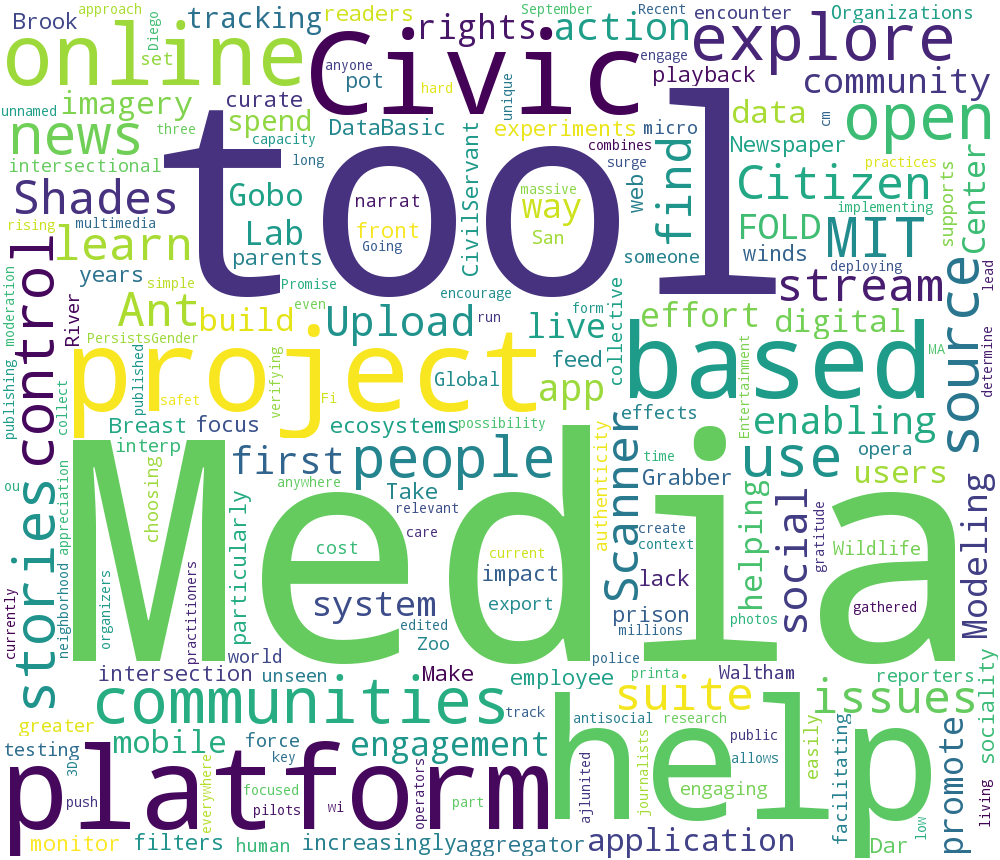 approach
Brook
tracking
readers
September
Recent
encounter
Organizations
online
Diego
set
Civic
rights
action
explore
anyone
pot
hard
engage
playback
community
unnamed
imagery
curate
spend
DataBasic
unique
experiments
micro
data
cm
open
news
three
capacity
combines
Newspaper
intersectional
long
tool
surge
find
web
practices
Shades
Gobo
narrat
massive
way
Citizen
implementing
supports
center
rising
multimedia
Lab
front
San
CivilServant
FOLD
MIT
learn
parents
Going
someone
winds
deploying
years
simple
Promise
encourage
stream
lead
moderation
control
River
Ant
build
even
Upload
run
form
live
collective
effort
digital
source
determine
PersistsGender
project
feed
based
MA
publishing
published
verifying
Global
app
Entertainment
collect
safet
Fi
effects
enabling
Breast
focus
ecosystems
possibility
Scanner
time
opera
interp
first
people
authenticity
Grabber
use
users
ou
stories
neighborhood
appreciation
choosing
anywhere
Take
relevant
create
context
helping
social
gratitude
Modeling
Media
cost
care
current
lack
Wildlife
currently
organizers
practitioners
particularly
system
impact
export
edited
prison
millions
photos
gathered
Zoo
world
police
intersection
unseen
Make
employee
printa
Waltham
reporters
communities
track
suite
issues
sociality
greater
antisocial
research
testing
3D
mobile
force
key
engagement
help
public
allows
easily
facilitating
promote
living
platform
push
everywhere
focused
pilots
wi
operators
part
ajlunited
journalists
engaging
low
monitor
filters
human
increasingly
aggregator
application
Dar